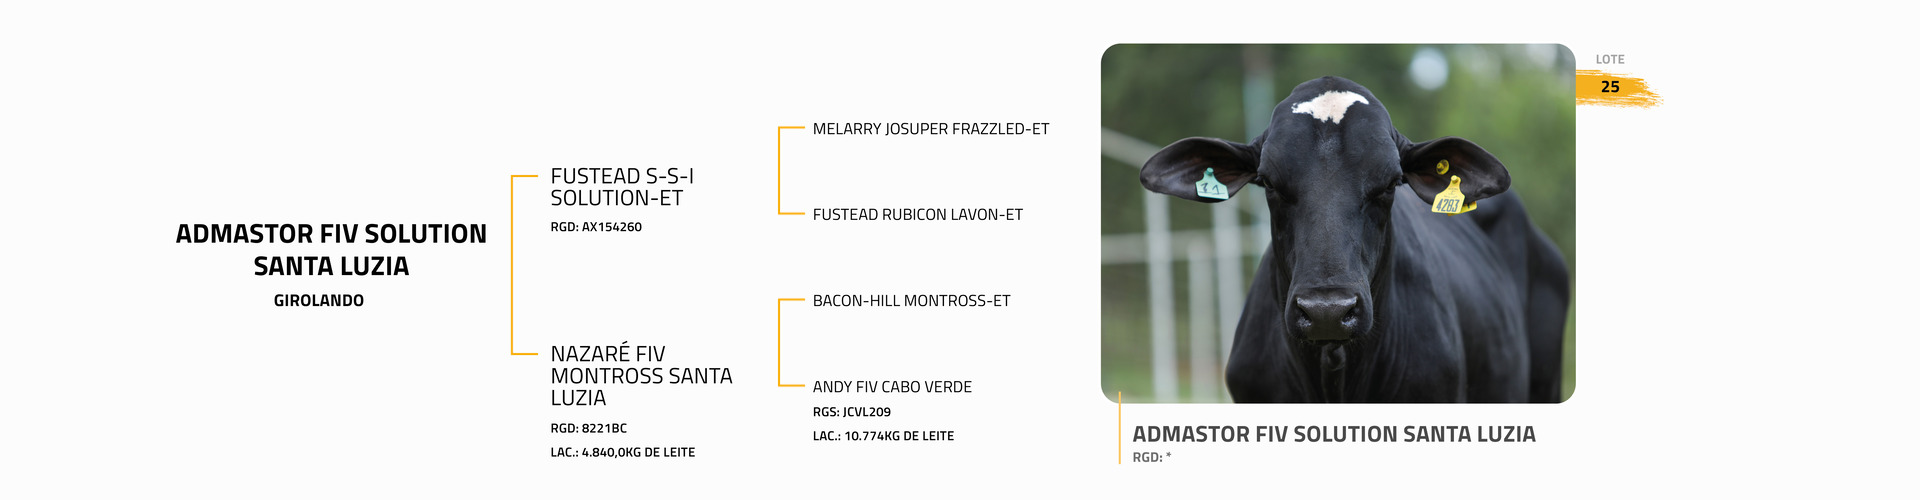 ADMASTOR FIV SOLUTION
SANTA LUZIA
GIROLANDO
FUSTEAD S-S-I
SOLUTION-ET
RGD: AX154260
NAZARÉ FIV
MONTROSS SANTA
LUZIA
RGD: 8221BC
LAC.: 4.840,0KG DE LEITE
MELARRY JOSUPER FRAZZLED-ET
FUSTEAD RUBICON LAVON-ET
BACON-HILL MONTROSS-ET
ANDY FIV CABO VERDE
RGS: JCVL209
LAC.: 10.774KG DE LEITE
LOTE
25
4283
ADMASTOR FIV SOLUTION SANTA LUZIA
RGD: *